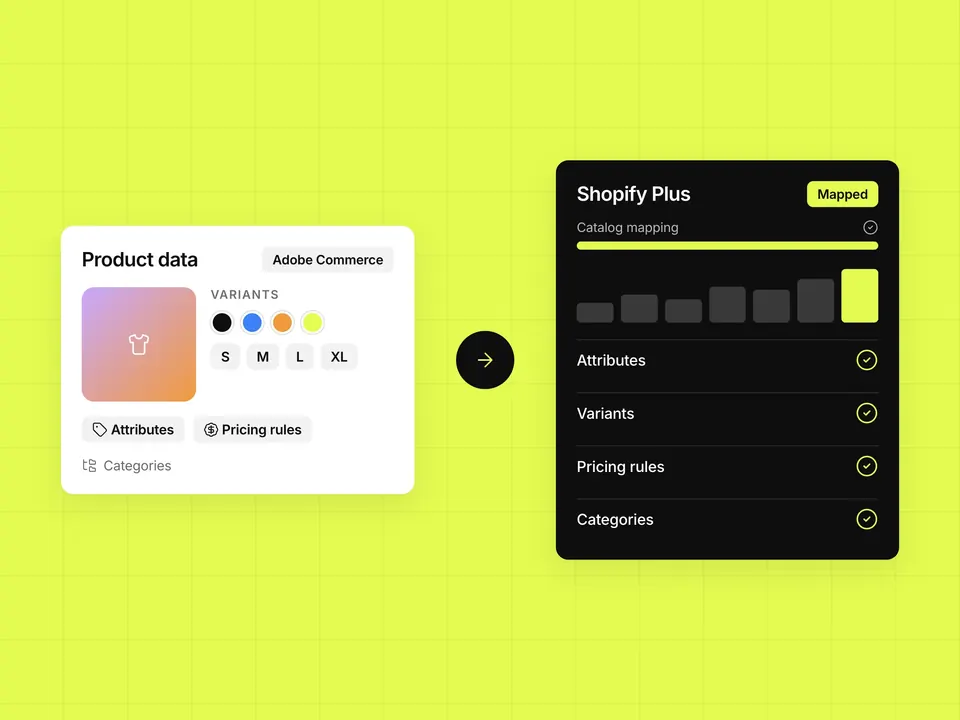 Product data
Adobe Commerce
VARIANTS
S M L XL
Attributes Pricing rules
Categories
Shopify Plus
Mapped
Catalog mapping
Attributes
Variants
Pricing rules
Categories